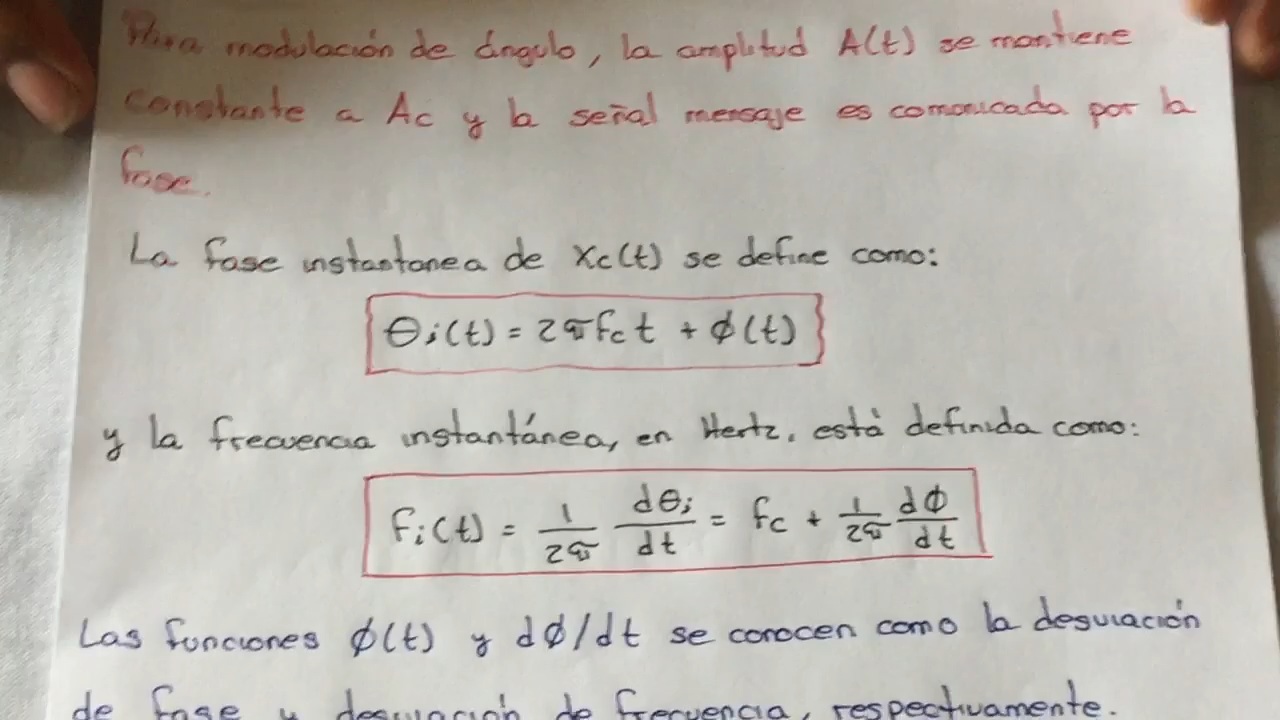 Para modulación de ángulo, la amplitud A(t) se mantiene
constante a Ac y la señal mensaje es comunicada por la
fase.
La fase instantanea de xc(t) se define como:
θi(t) = 2πfct + ϕ(t)
y la frecuencia instantánea, en Hertz, está definida como:
fi(t) = 1/2π dθi/dt = fc + 1/2π dϕ/dt
Las funciones ϕ(t) y dϕ/dt se conocen como la desviación
de fase y desviación de frecuencia, respectivamente.